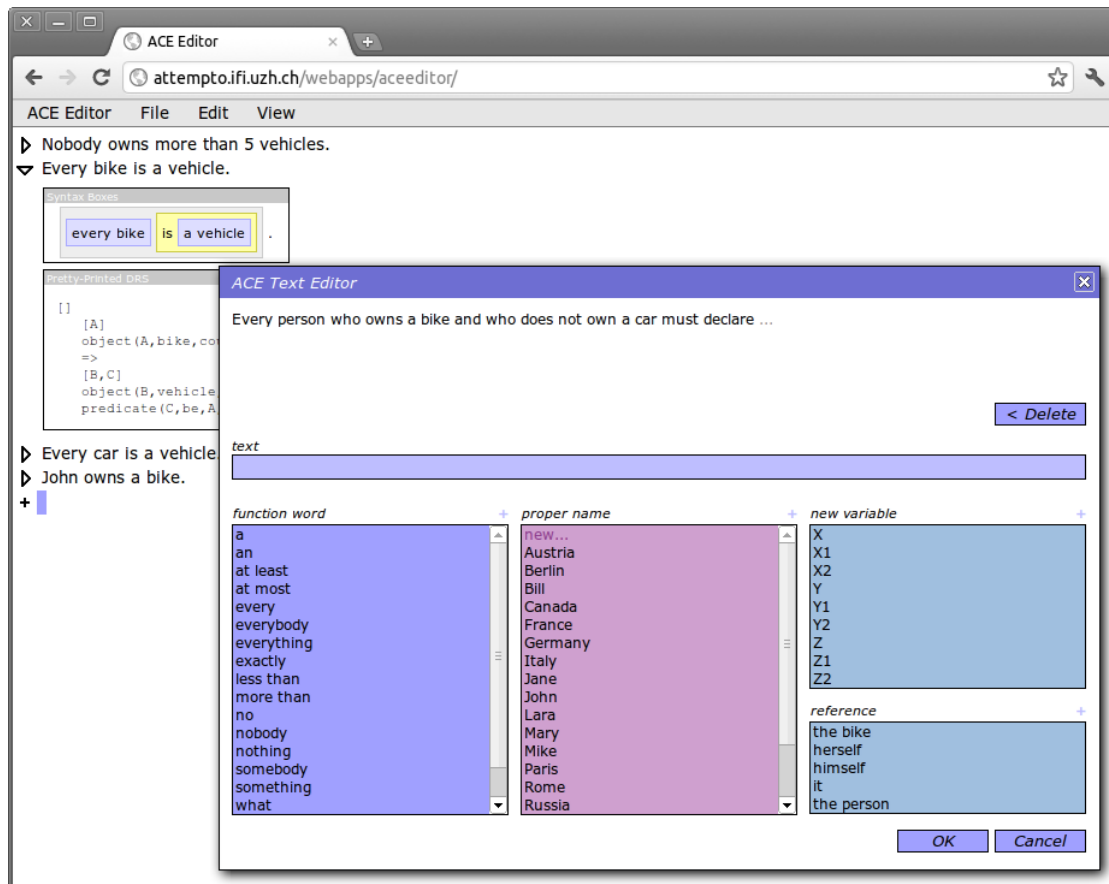 ACE Editor
attempto.ifi.uzh.ch/webapps/aceeditor/
ACE Editor File Edit View
Nobody owns more than 5 vehicles.
Every bike is a vehicle.
Syntax Boxes
every bike is a vehicle .
Pretty-Printed DRS
[]
[A]
object(A,bike,cou
=>
[B,C]
object(B,vehicle,
predicate(C,be,A,
Every car is a vehicle.
John owns a bike.
+
ACE Text Editor
Every person who owns a bike and who does not own a car must declare ...
< Delete
text
function word +
a
an
at least
at most
every
everybody
everything
exactly
less than
more than
no
nobody
nothing
somebody
something
what
proper name +
new...
Austria
Berlin
Bill
Canada
France
Germany
Italy
Jane
John
Lara
Mary
Mike
Paris
Rome
Russia
new variable +
X
X1
X2
Y
Y1
Y2
Z
Z1
Z2
reference +
the bike
herself
himself
it
the person
OK Cancel